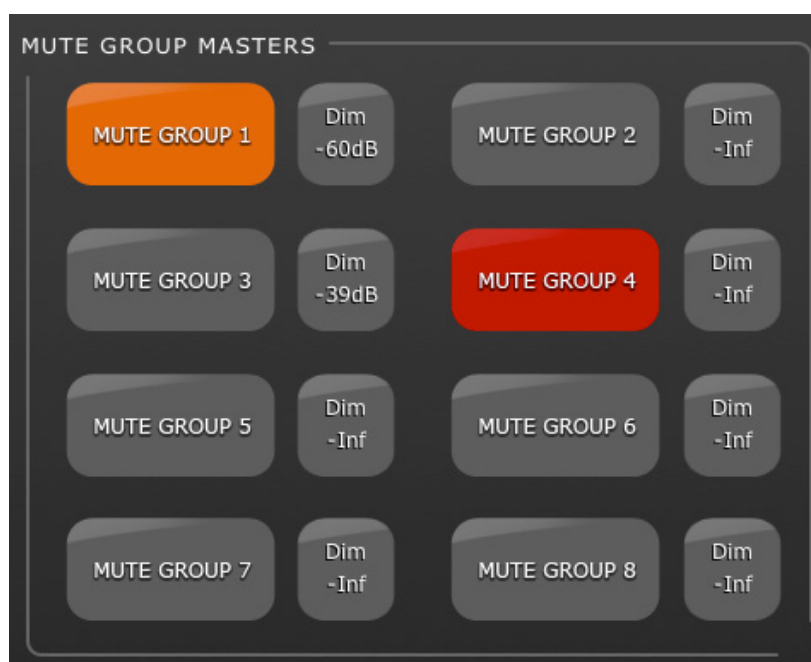 MUTE GROUP MASTERS
MUTE GROUP 1
Dim
-60dB
MUTE GROUP 2
Dim
-Inf
MUTE GROUP 3
Dim
-39dB
MUTE GROUP 4
Dim
-Inf
MUTE GROUP 5
Dim
-Inf
MUTE GROUP 6
Dim
-Inf
MUTE GROUP 7
Dim
-Inf
MUTE GROUP 8
Dim
-Inf